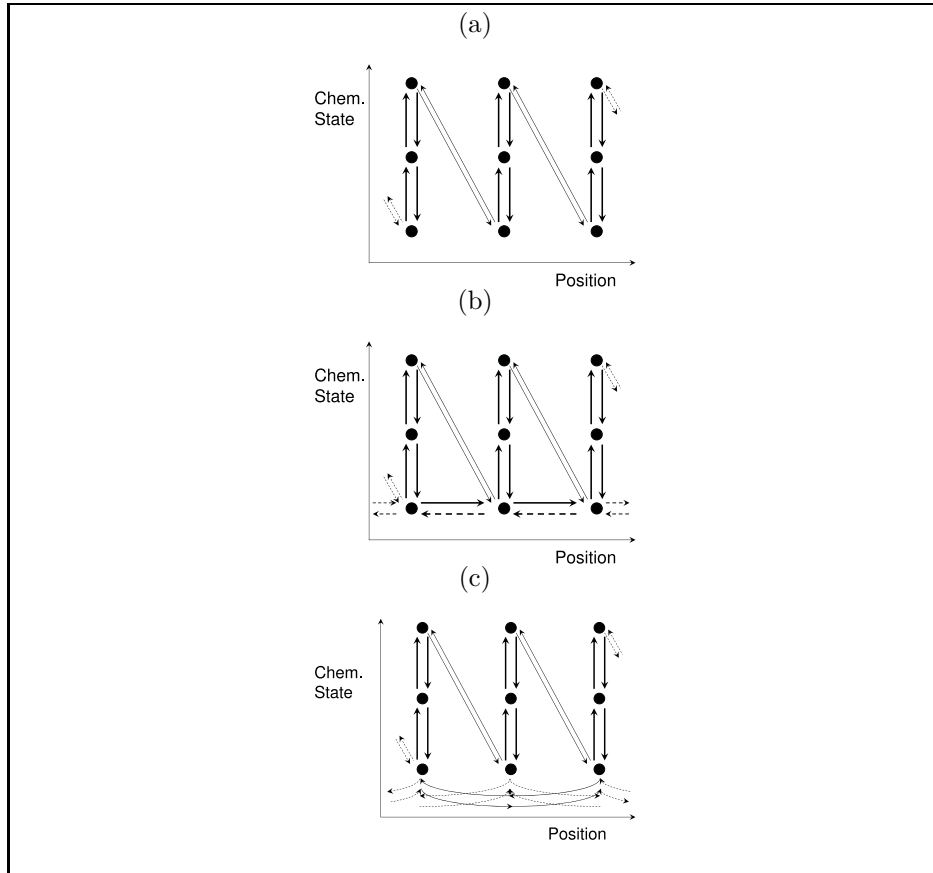 (a)
Chem.
State
Position
(b)
Chem.
State
Position
(c)
Chem.
State
Position